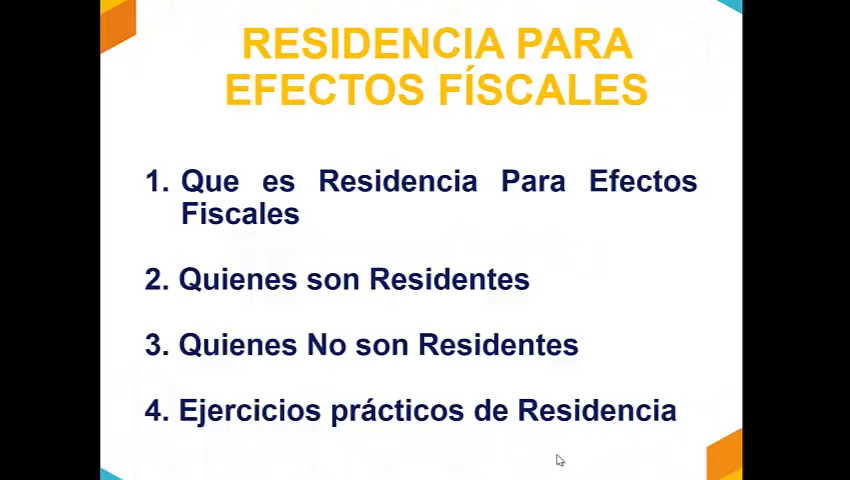 RESIDENCIA PARA
EFECTOS FÍSCALES
1. Que es Residencia Para Efectos
Fiscales
2. Quienes son Residentes
3. Quienes No son Residentes
4. Ejercicios prácticos de Residencia